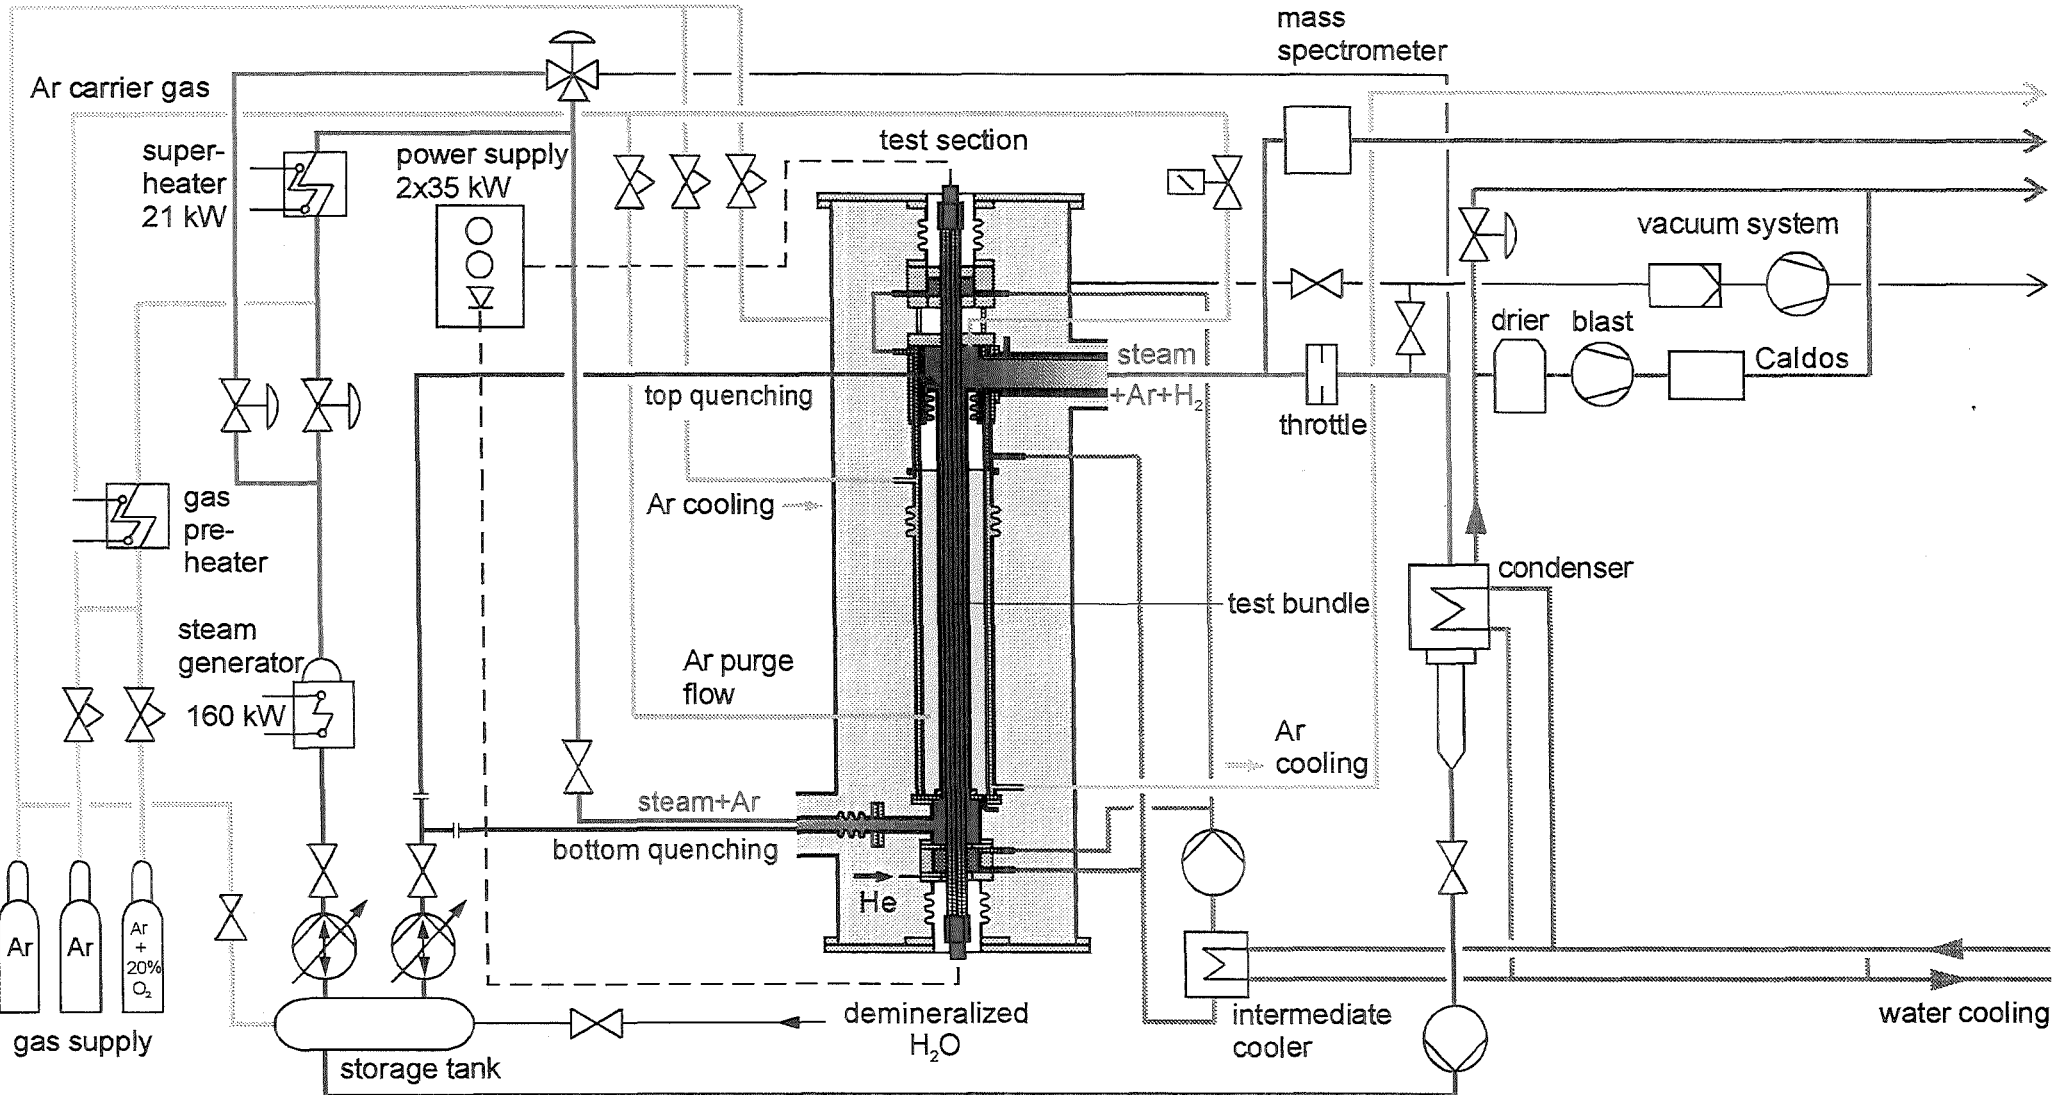 mass
spectrometer
Ar carrier gas
super-
heater
21 kW
power supply
2x35 kW
test section
vacuum system
drier
blast
Caldos
steam
+Ar+H₂
throttle
top quenching
gas
pre-
heater
Ar cooling
condenser
test bundle
steam
generator
160 kW
Ar purge
flow
Ar
cooling
steam+Ar
bottom quenching
He
Ar
Ar
Ar
+
20%
O₂
gas supply
storage tank
demineralized
H₂O
intermediate
cooler
water cooling